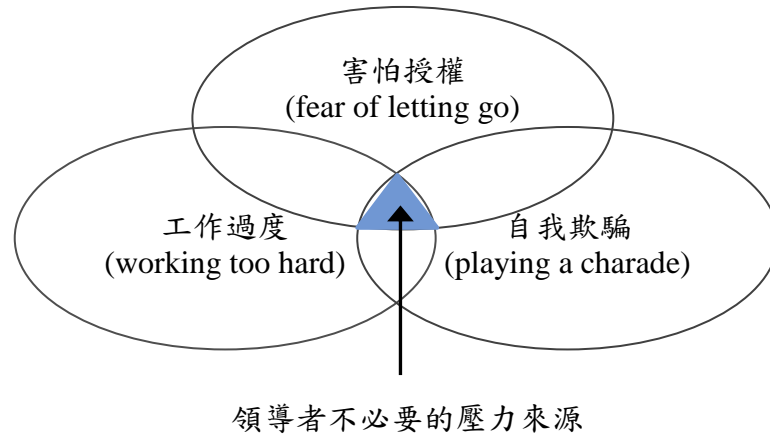 害怕授權
(fear of letting go)
工作過度
(working too hard)
自我欺騙
(playing a charade)
領導者不必要的壓力來源